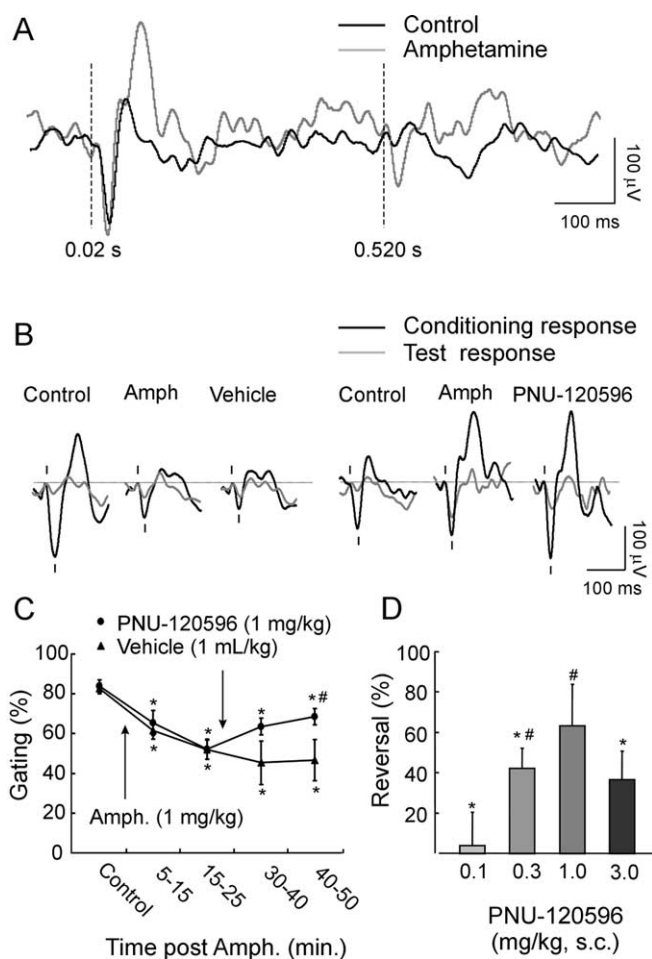 A
Control
Amphetamine
100 µV
100 ms
0.02 s
0.520 s
B
Conditioning response
Test response
Control
Amph
Vehicle
Control
Amph
PNU-120596
100 µV
100 ms
C
PNU-120596 (1 mg/kg)
Vehicle (1 mL/kg)
Gating (%)
100
80
60
40
20
0
*
*
*
*
*
*
*#
*
Amph. (1 mg/kg)
Control
5-15
15-25
30-40
40-50
Time post Amph. (min.)
D
Reversal (%)
100
80
60
40
20
*
*#
#
*
0.1
0.3
1.0
3.0
PNU-120596
(mg/kg, s.c.)